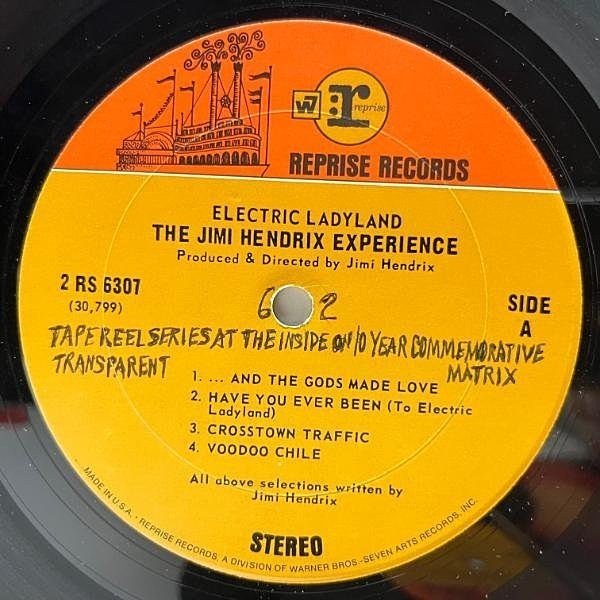 W7 r: reprise
REPRISE RECORDS
ELECTRIC LADYLAND
THE JIMI HENDRIX EXPERIENCE
Produced & Directed by Jimi Hendrix
2 RS 6307
(30,799)
SIDE
A
6 2
TAPE REEL SERIES AT THE INSIDE ON 10 YEAR COMMEMORATIVE
TRANSPARENT MATRIX
1. ... AND THE GODS MADE LOVE
2. HAVE YOU EVER BEEN (To Electric
Ladyland)
3. CROSSTOWN TRAFFIC
4. VOODOO CHILE
All above selections written by
Jimi Hendrix
STEREO
MADE IN U.S.A. - REPRISE RECORDS, A DIVISION OF WARNER BROS.-SEVEN ARTS RECORDS, INC.